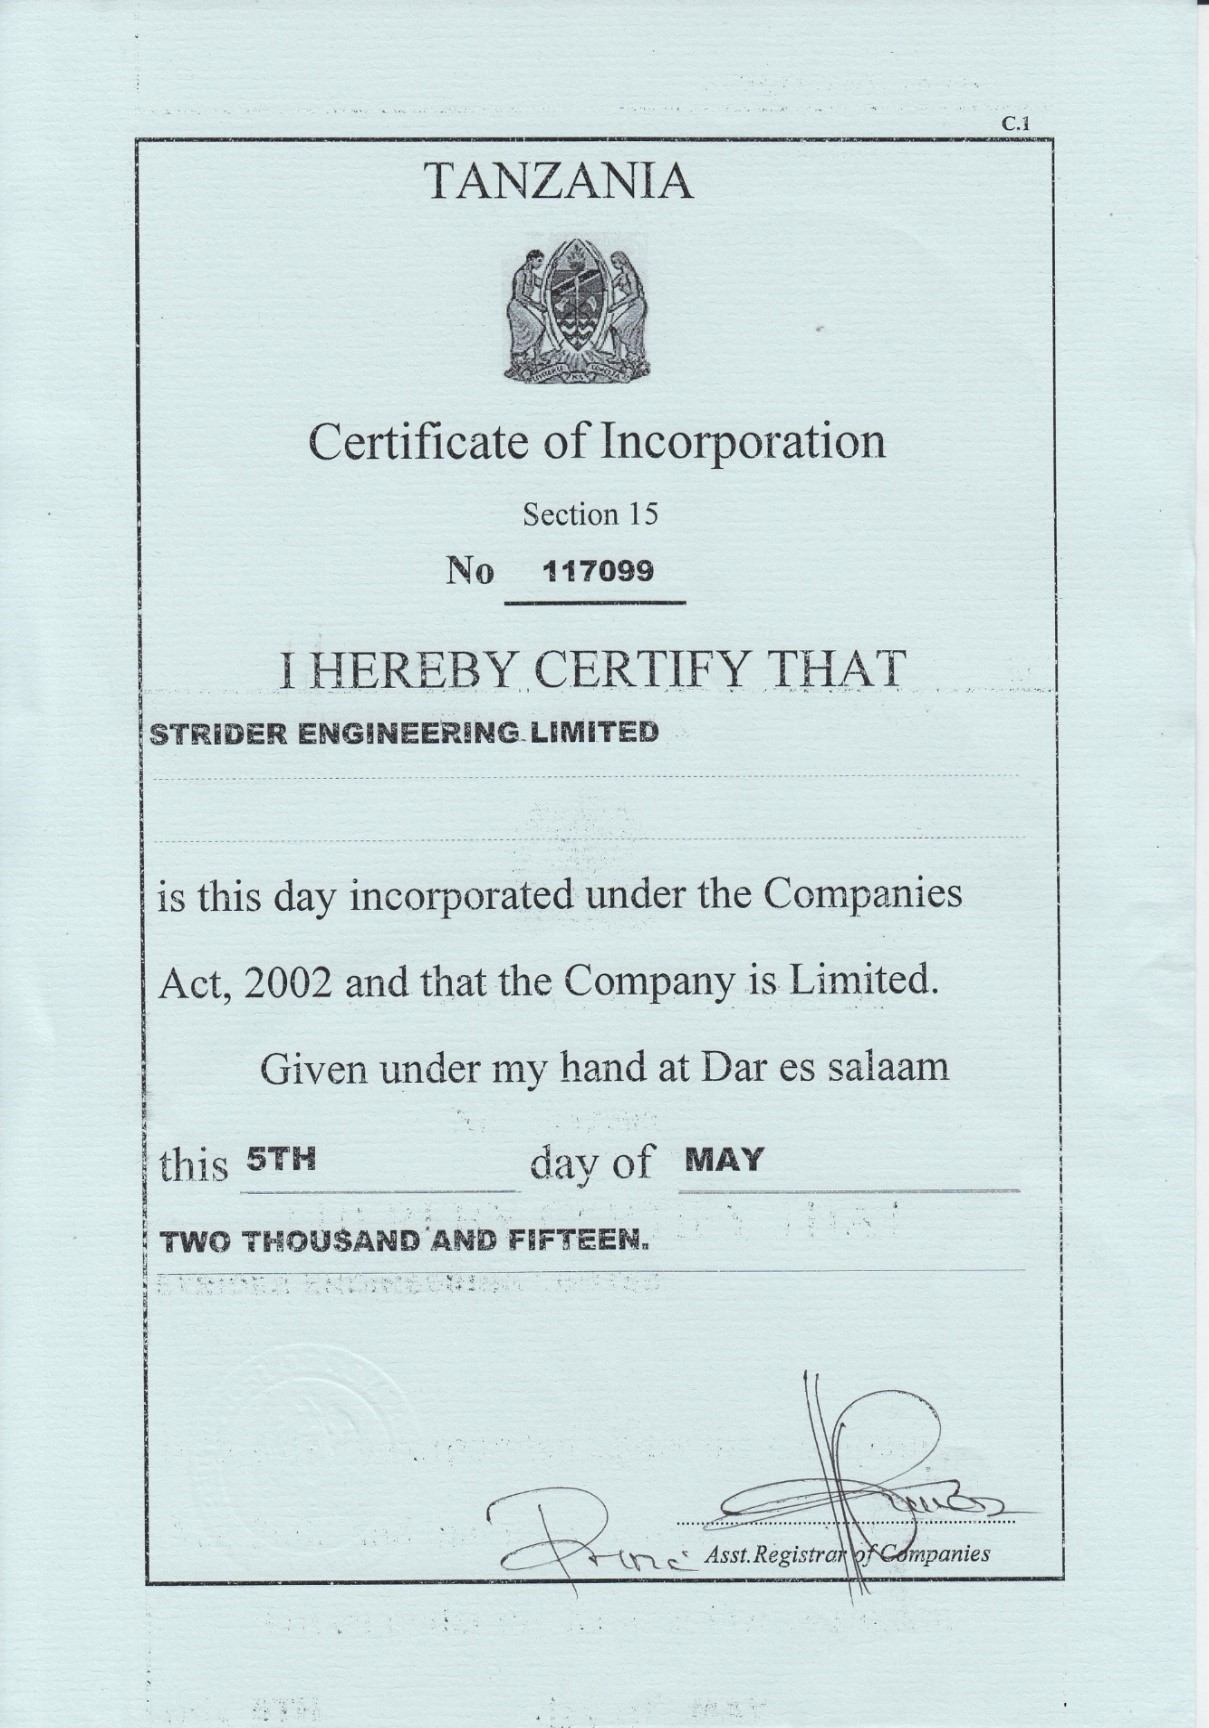 C.1
TANZANIA
Certificate of Incorporation
Section 15
No 117099
I HEREBY CERTIFY THAT
STRIDER ENGINEERING LIMITED
is this day incorporated under the Companies
Act, 2002 and that the Company is Limited.
Given under my hand at Dar es salaam
this 5TH day of MAY
TWO THOUSAND AND FIFTEEN.
Asst.Registrar of Companies